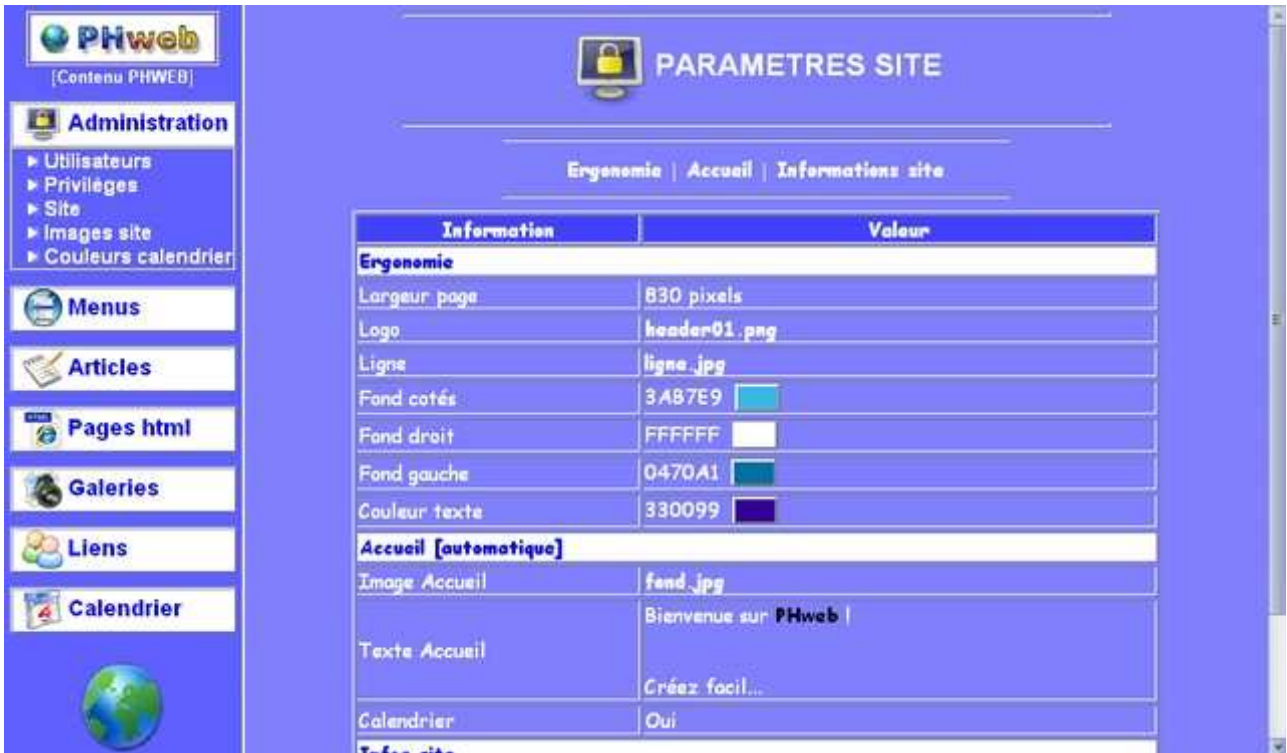 PHweb
[Contenu PHWEB]
Administration
Utilisateurs
Privilèges
Site
Images site
Couleurs calendrier
Menus
Articles
Pages html
Galeries
Liens
Calendrier
PARAMETRES SITE
Ergonomie | Accueil | Informations site
Information Valeur
Ergonomie
Largeur page 830 pixels
Logo header01.png
Ligne ligne.jpg
Fond cotés 3AB7E9
Fond droit FFFFFF
Fond gauche 0470A1
Couleur texte 330099
Accueil [automatique]
Image Accueil fond.jpg
Texte Accueil Bienvenue sur PHweb !
Créez facil...
Calendrier Oui
Infos site